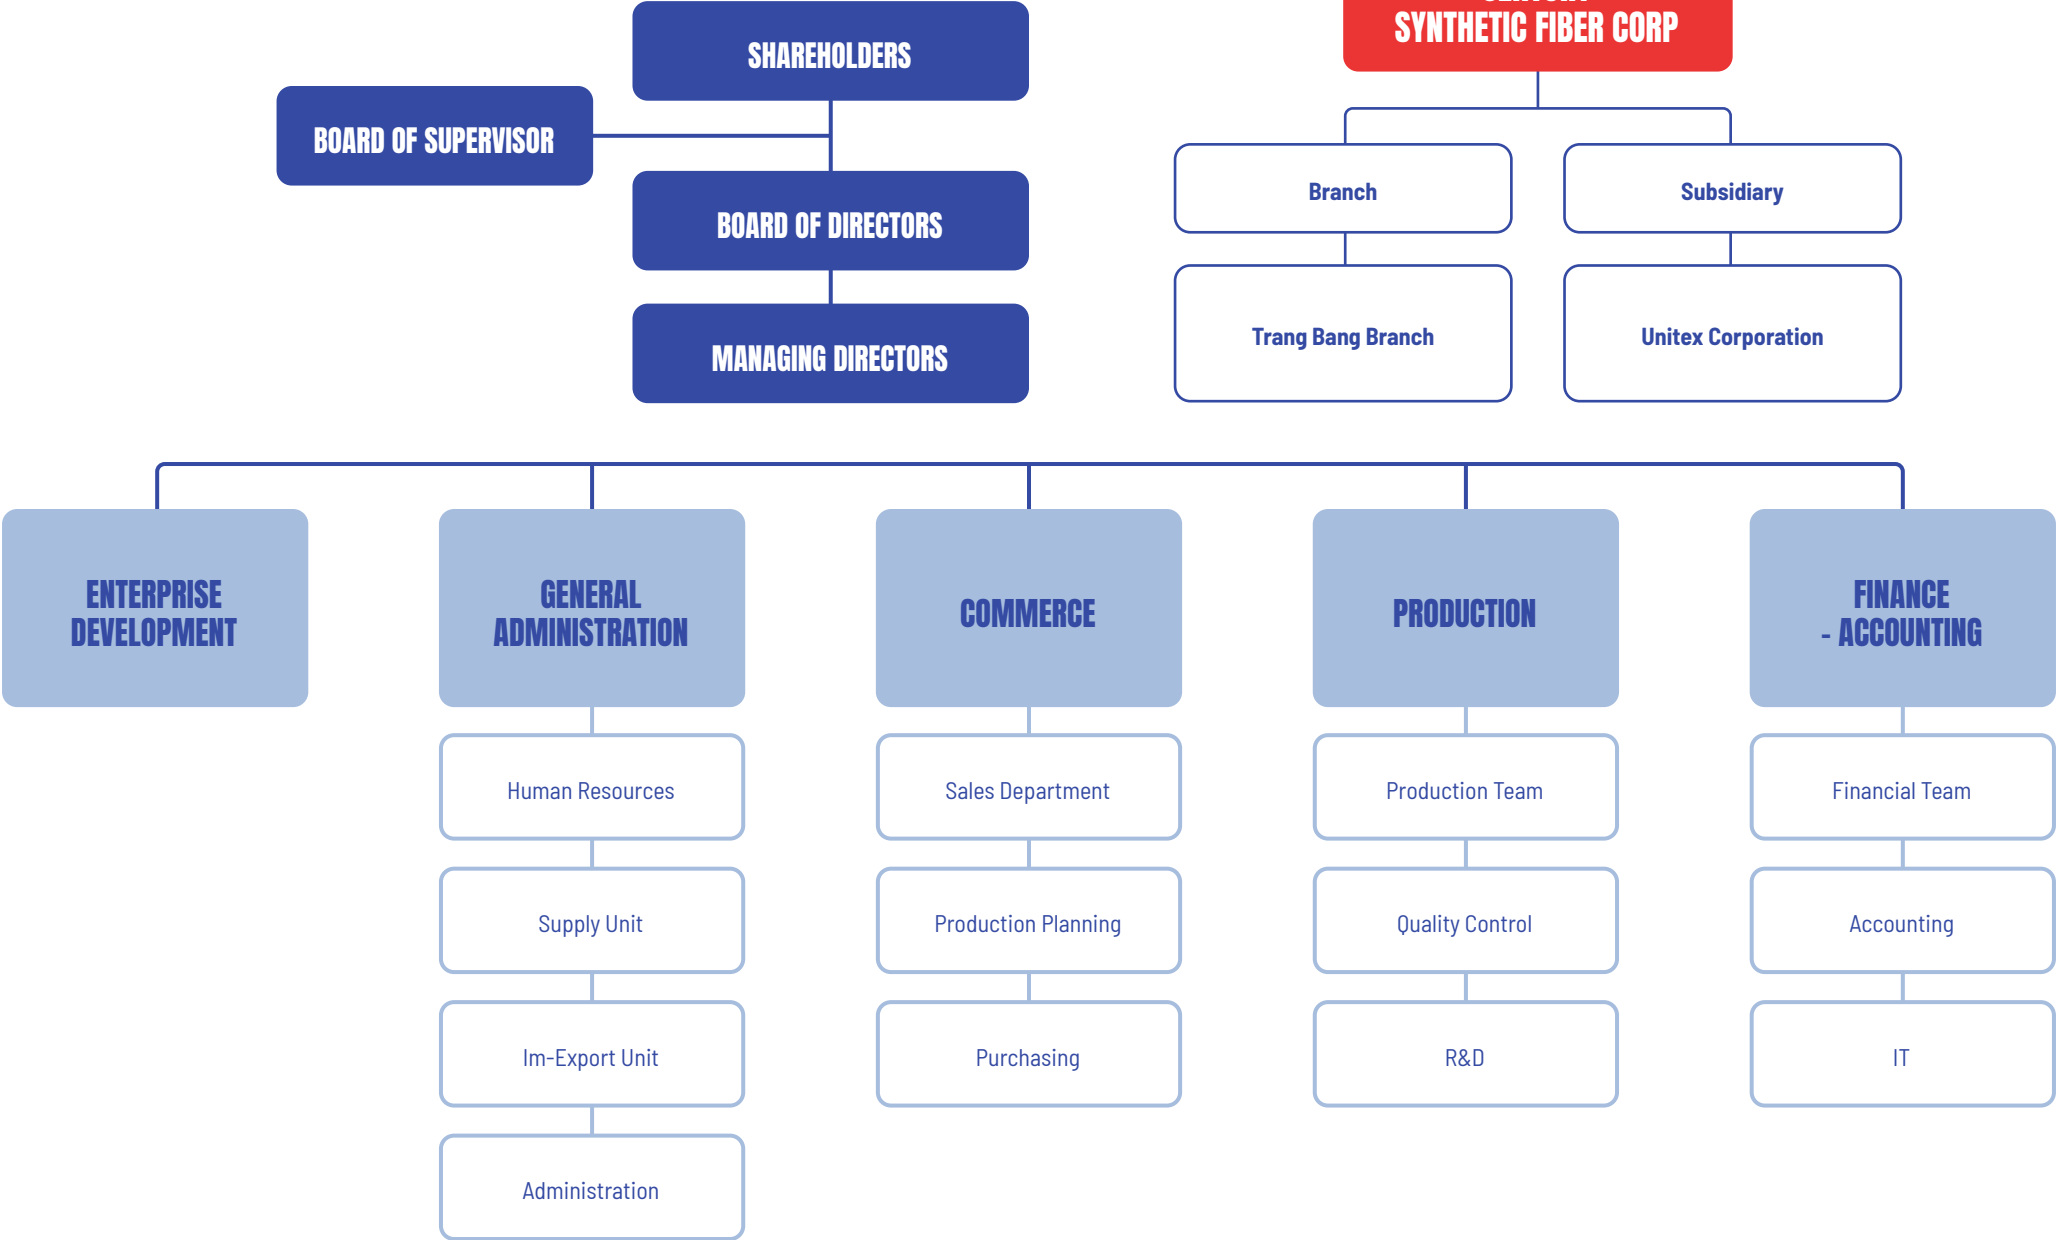 SHAREHOLDERS
BOARD OF SUPERVISOR
BOARD OF DIRECTORS
MANAGING DIRECTORS
SYNTHETIC FIBER CORP
Branch
Subsidiary
Trang Bang Branch
Unitex Corporation
ENTERPRISE
DEVELOPMENT
GENERAL
ADMINISTRATION
Human Resources
Supply Unit
Im-Export Unit
Administration
COMMERCE
Sales Department
Production Planning
Purchasing
PRODUCTION
Production Team
Quality Control
R&D
FINANCE
- ACCOUNTING
Financial Team
Accounting
IT